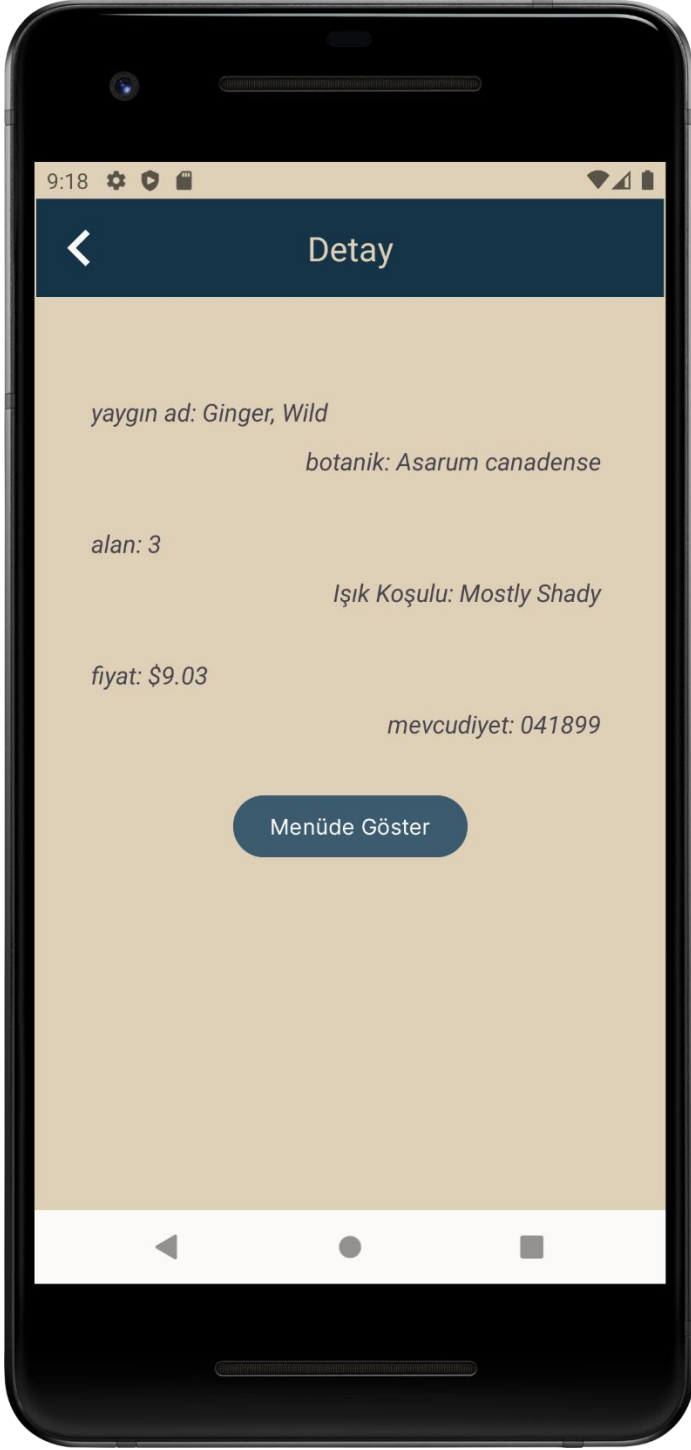 9:18
Detay
yaygın ad: Ginger, Wild
botanik: Asarum canadense
alan: 3
Işık Koşulu: Mostly Shady
fiyat: $9.03
mevcudiyet: 041899
Menüde Göster